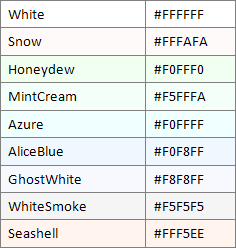 White #FFFFFF
Snow #FFFAFA
Honeydew #F0FFF0
MintCream #F5FFFA
Azure #F0FFFF
AliceBlue #F0F8FF
GhostWhite #F8F8FF
WhiteSmoke #F5F5F5
Seashell #FFF5EE